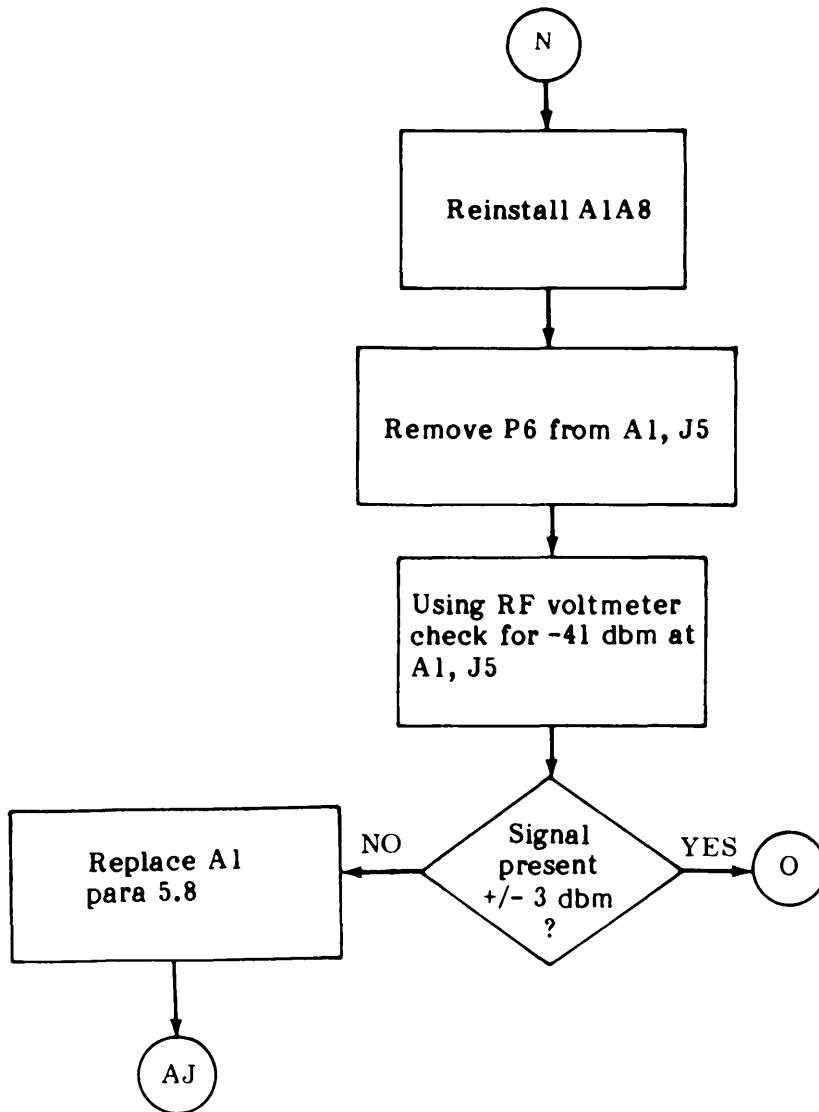 N
Reinstall A1A8
Remove P6 from A1, J5
Using RF voltmeter
check for -41 dbm at
A1, J5
Signal
present
+/- 3 dbm
?
NO
YES
Replace A1
para 5.8
O
AJ